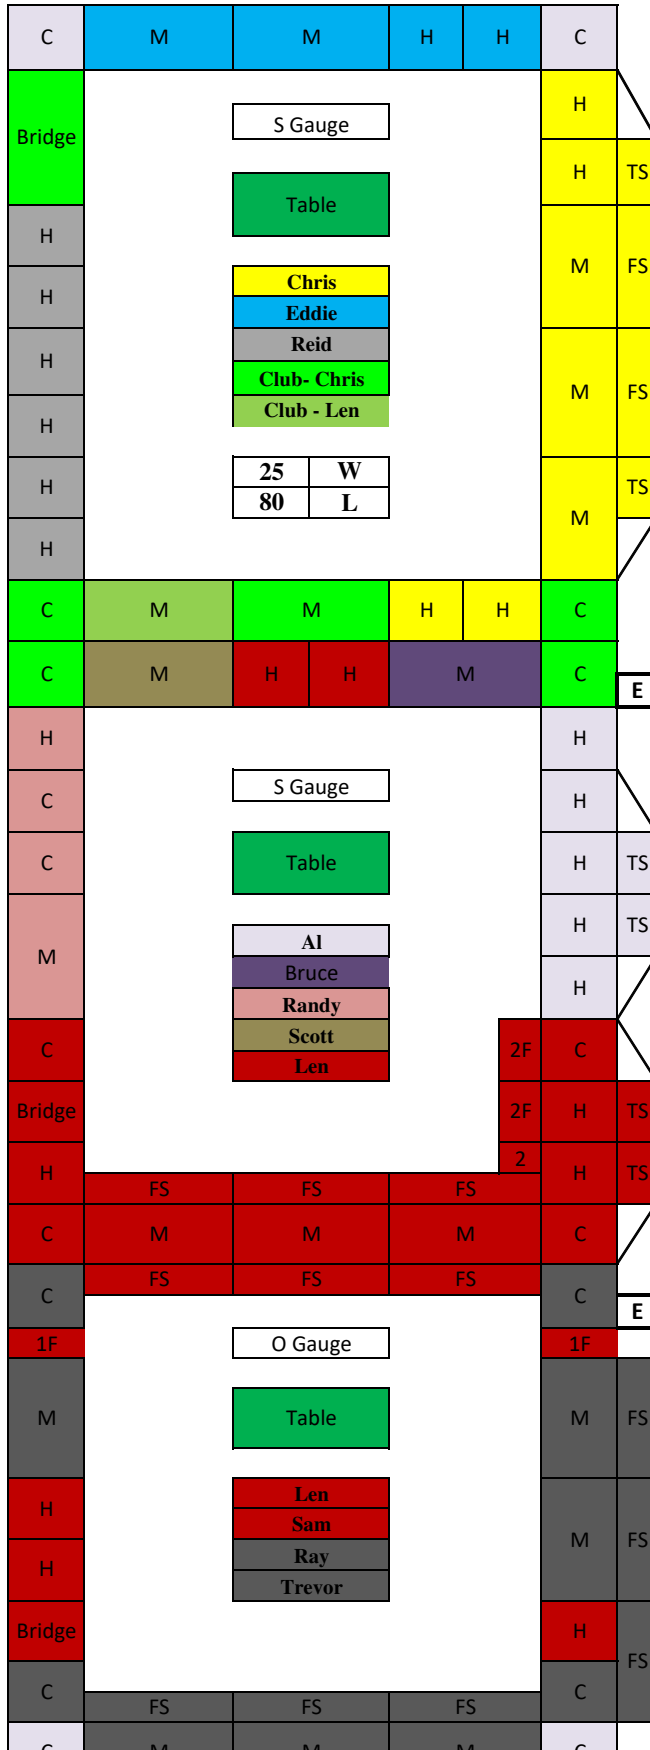 C M M H H C
Bridge
H
S Gauge
H TS
Table
H
M FS
H
Chris
Eddie
H
Reid
M FS
Club- Chris
H
Club - Len
H
25 W
TS
80 L
M
H
C M M H H C
C M H H M C
E
H
H
C
S Gauge
H
C
Table
H TS
M
Al
H TS
Bruce
Randy
H
C
Scott
2F C
Len
Bridge
2F H TS
H
2
H TS
FS FS FS
C M M M C
C
FS FS FS
C
E
1F
O Gauge
1F
M
Table
M FS
H
Len
Sam
M FS
H
Ray
Trevor
Bridge
H
FS
C
C
FS FS FS
C M M M C